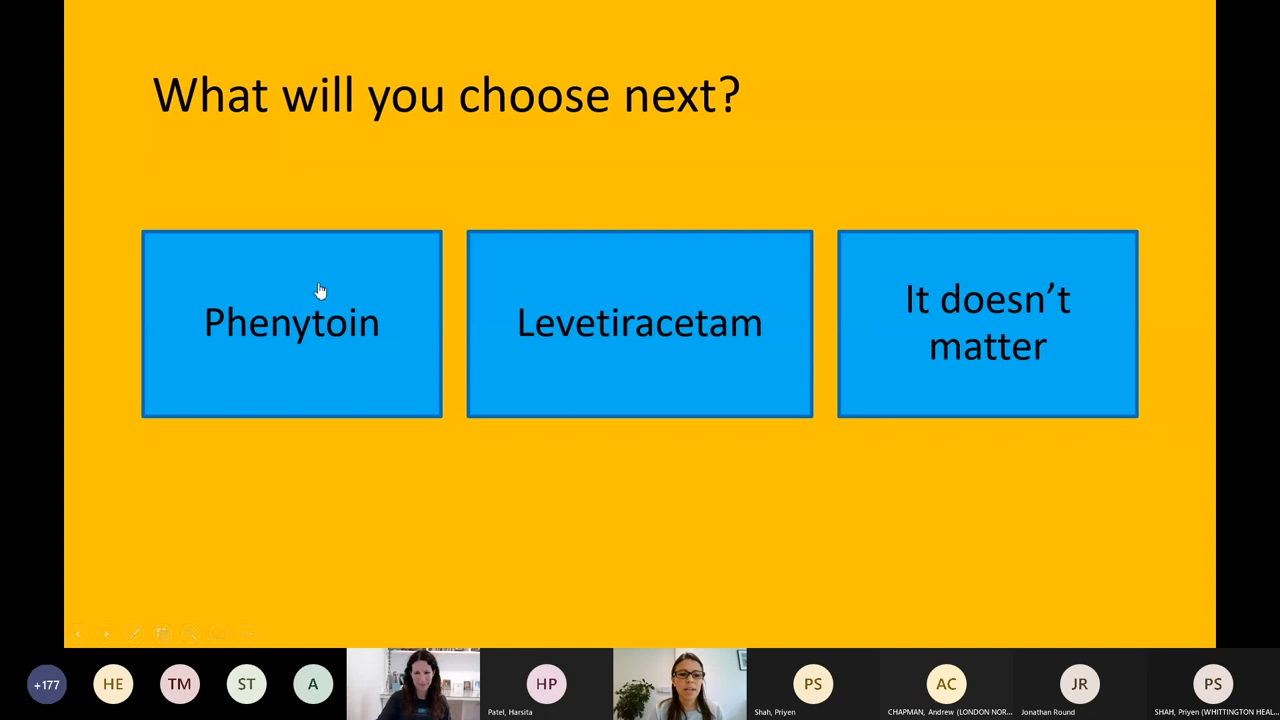 What will you choose next?
Phenytoin
Levetiracetam
It doesn’t
matter
+177
HE
TM
ST
A
HP
Patel, Harsita
PS
Shah, Priyen
AC
CHAPMAN, Andrew (LONDON NOR...
JR
Jonathan Round
PS
SHAH, Priyen (WHITTINGTON HEAL...